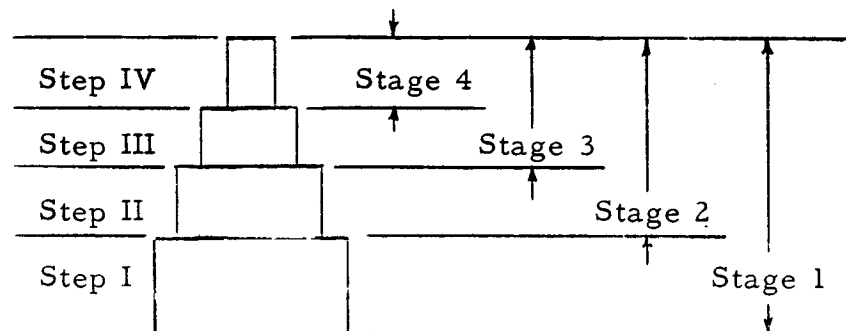 Step IV
Stage 4
Step III
Stage 3
Step II
Stage 2
Step I
Stage 1